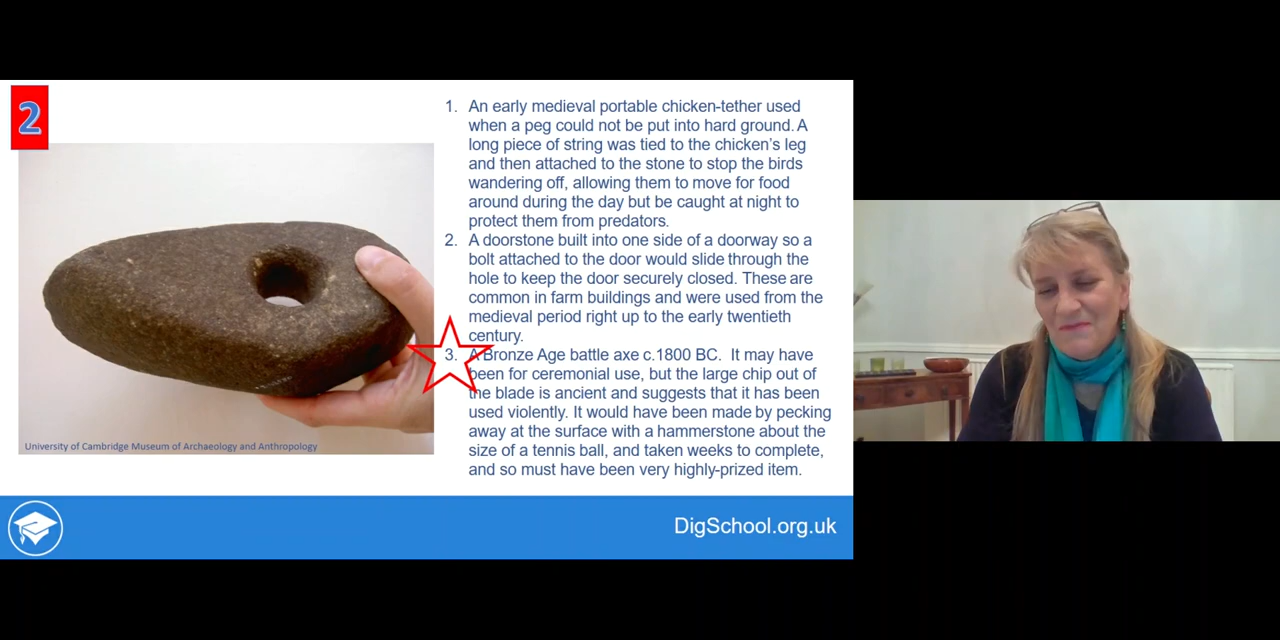 2
1. An early medieval portable chicken-tether used
when a peg could not be put into hard ground. A
long piece of string was tied to the chicken's leg
and then attached to the stone to stop the birds
wandering off, allowing them to move for food
around during the day but be caught at night to
protect them from predators.
2. A doorstone built into one side of a doorway so a
bolt attached to the door would slide through the
hole to keep the door securely closed. These are
common in farm buildings and were used from the
medieval period right up to the early twentieth
century.
3. A Bronze Age battle axe c.1800 BC. It may have
been for ceremonial use, but the large chip out of
the blade is ancient and suggests that it has been
used violently. It would have been made by pecking
away at the surface with a hammerstone about the
size of a tennis ball, and taken weeks to complete,
and so must have been very highly-prized item.
University of Cambridge Museum of Archaeology and Anthropology
DigSchool.org.uk